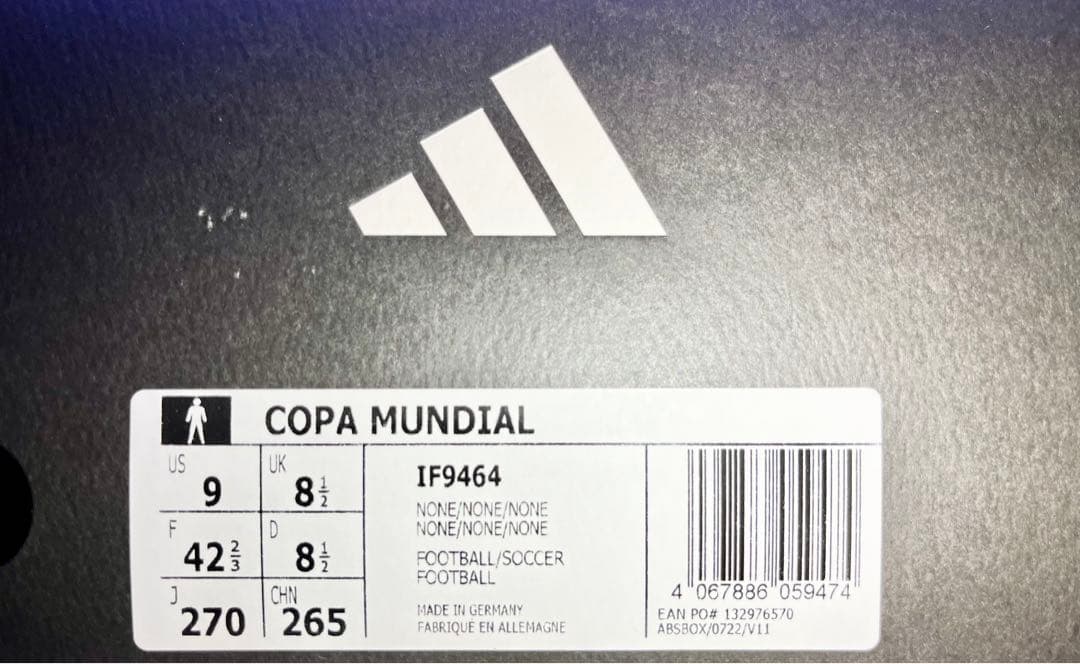 COPA MUNDIAL
US 9 UK 8½
F 42⅔ D 8½
J 270 CHN 265
IF9464
NONE/NONE/NONE
NONE/NONE/NONE
FOOTBALL/SOCCER
FOOTBALL
MADE IN GERMANY
FABRIQUÉ EN ALLEMAGNE
4 067886 059474
EAN PO# 132976570
ABSBOX/0722/V11